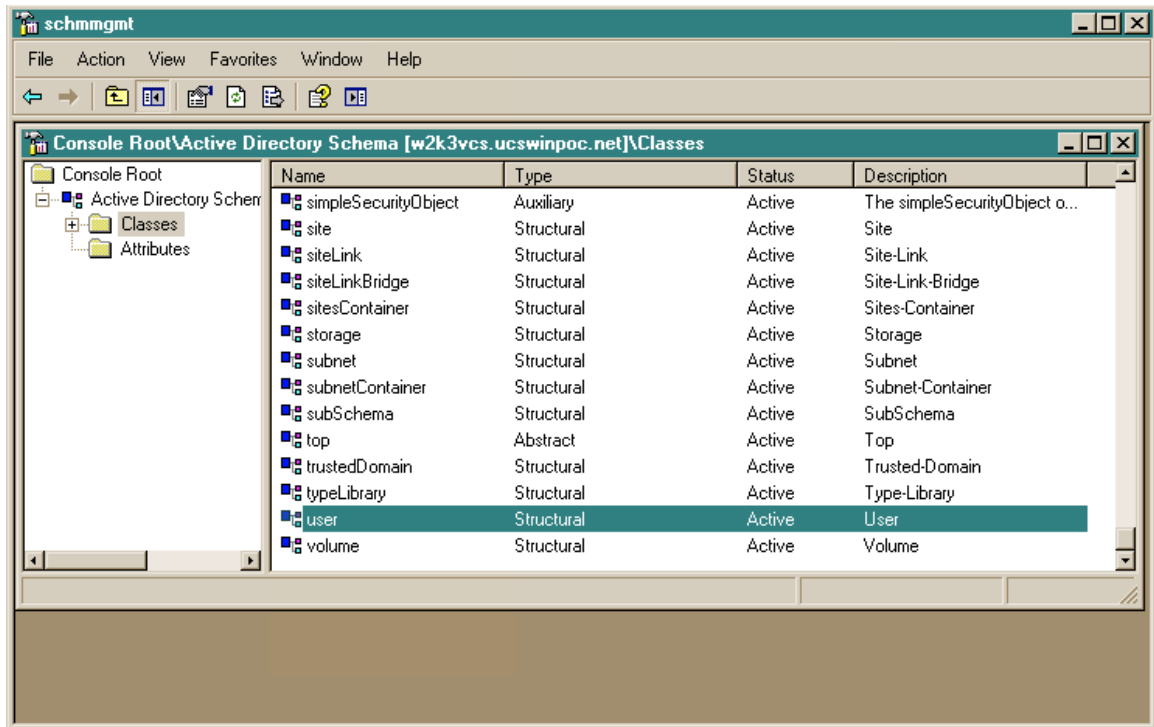 schmmgmt
File Action View Favorites Window Help
Console Root\Active Directory Schema [w2k3vcs.ucswinpoc.net]\Classes
Console Root
Active Directory Schem
Classes
Attributes
Name Type Status Description
simpleSecurityObject Auxiliary Active The simpleSecurityObject o...
site Structural Active Site
siteLink Structural Active Site-Link
siteLinkBridge Structural Active Site-Link-Bridge
sitesContainer Structural Active Sites-Container
storage Structural Active Storage
subnet Structural Active Subnet
subnetContainer Structural Active Subnet-Container
subSchema Structural Active SubSchema
top Abstract Active Top
trustedDomain Structural Active Trusted-Domain
typeLibrary Structural Active Type-Library
user Structural Active User
volume Structural Active Volume